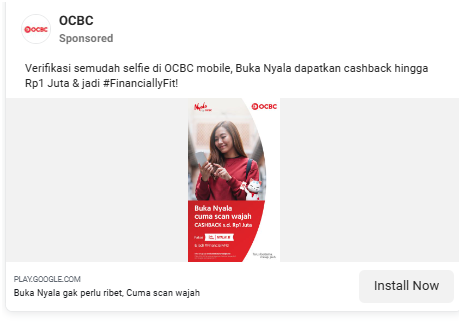 OCBC
OCBC
Sponsored
Verifikasi semudah selfie di OCBC mobile, Buka Nyala dapatkan cashback hingga
Rp1 Juta & jadi #FinanciallyFit!
Nyala
OCBC
Buka Nyala
cuma scan wajah
CASHBACK s.d. Rp1 Juta
PLAY.GOOGLE.COM
Buka Nyala gak perlu ribet, Cuma scan wajah
Install Now